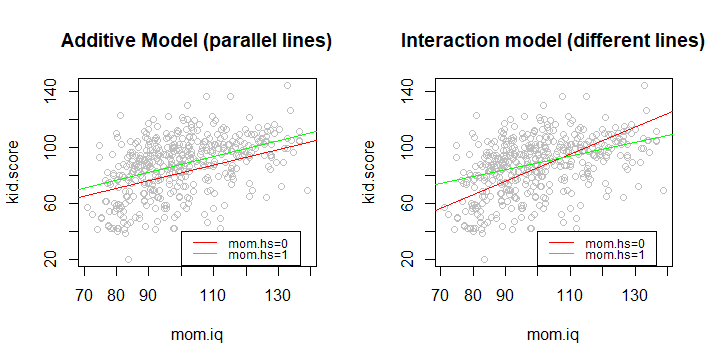 Additive Model (parallel lines)
kid.score
140
100
60
20
mom.hs=0
mom.hs=1
70 80 90 110 130
mom.iq
Interaction model (different lines)
kid.score
140
100
60
20
mom.hs=0
mom.hs=1
70 80 90 110 130
mom.iq